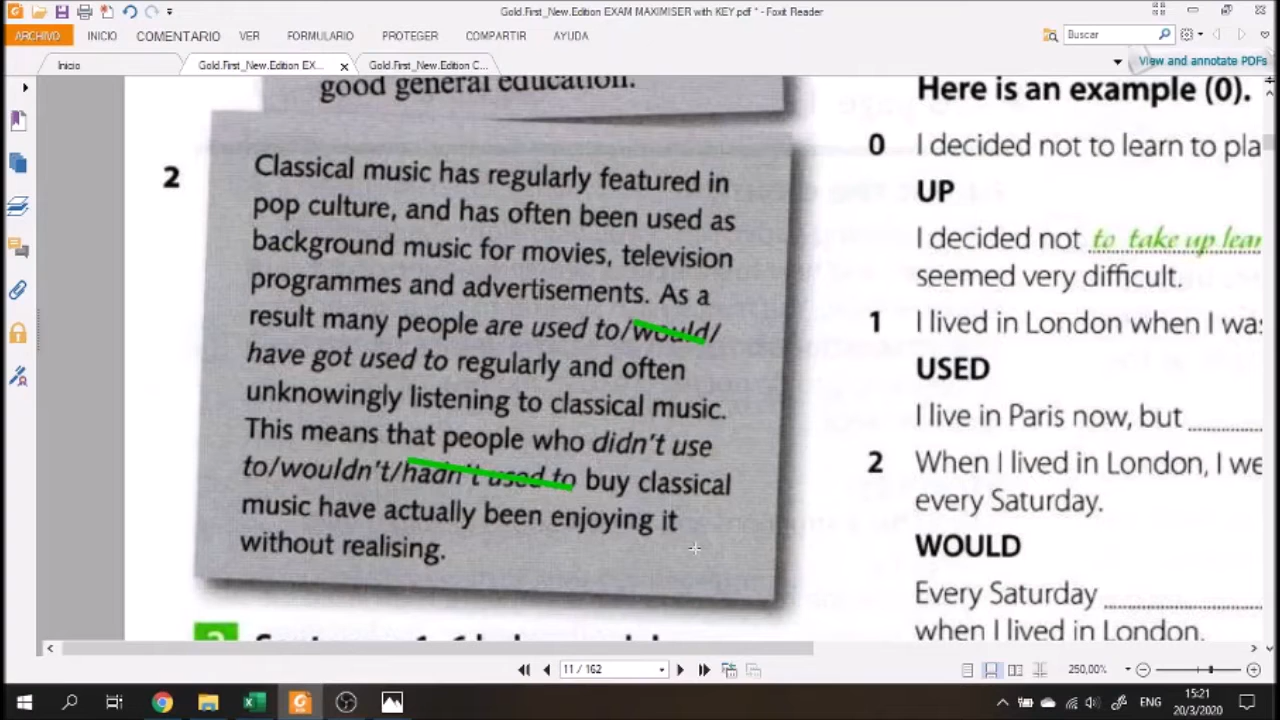 Gold.First_New.Edition EXAM MAXIMISER with KEY.pdf * - Foxit Reader
ARCHIVO INICIO COMENTARIO VER FORMULARIO PROTEGER COMPARTIR AYUDA Buscar
Inicio Gold.First_New.Edition EX... Gold.First_New.Edition C... View and annotate PDFs
good general education.
2
Classical music has regularly featured in
pop culture, and has often been used as
background music for movies, television
programmes and advertisements. As a
result many people are used to/would/
have got used to regularly and often
unknowingly listening to classical music.
This means that people who didn't use
to/wouldn't/hadn't used to buy classical
music have actually been enjoying it
without realising.
Here is an example (0).
0 I decided not to learn to pla
UP
I decided not to take up lear
seemed very difficult.
1 I lived in London when I wa
USED
I live in Paris now, but
2 When I lived in London, I we
every Saturday.
WOULD
Every Saturday
when I lived in London.
11 / 162 250,00%
ENG 15:21
20/3/2020